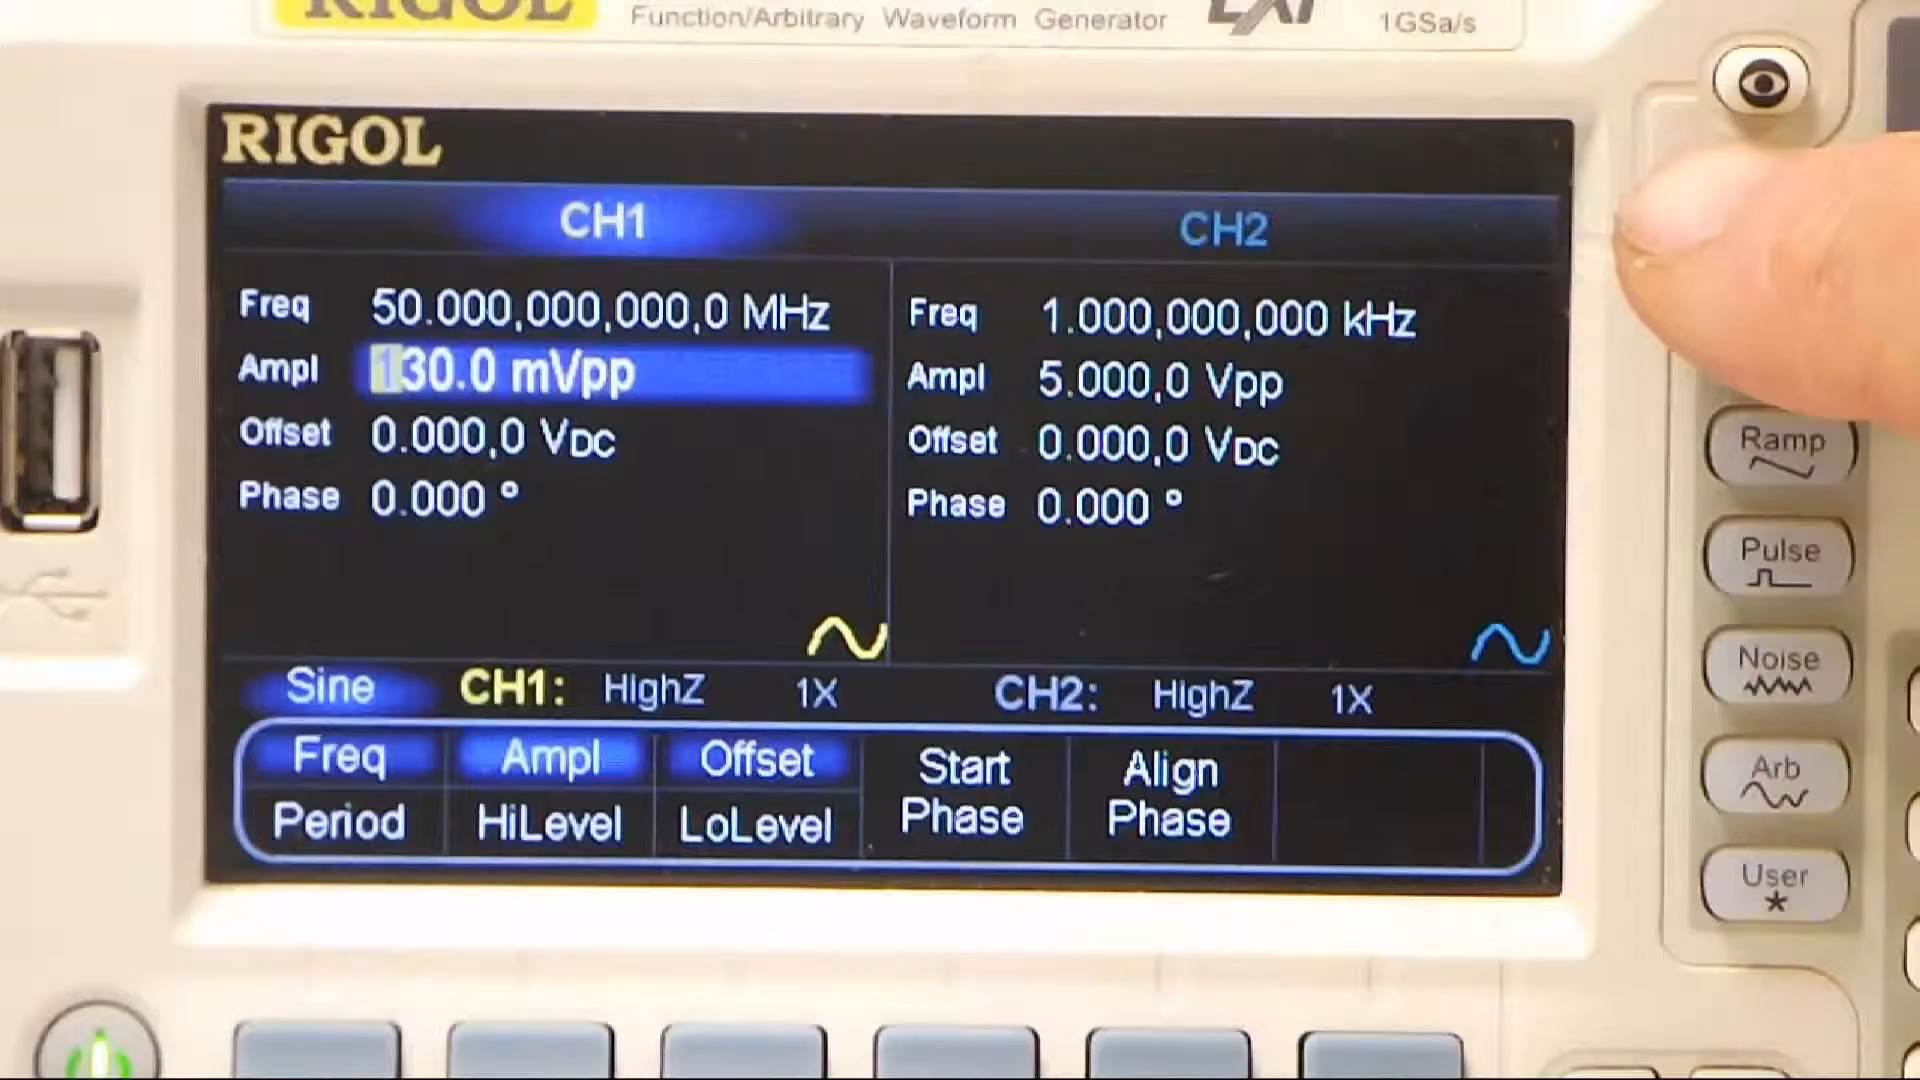 RIGOL
Function/Arbitrary Waveform Generator LXI 1GSa/s
RIGOL
CH1 CH2
Freq 50.000,000,000,0 MHz
Ampl 130.0 mVpp
Offset 0.000,0 VDC
Phase 0.000 °
Freq 1.000,000,000 kHz
Ampl 5.000,0 Vpp
Offset 0.000,0 VDC
Phase 0.000 °
Sine CH1: HighZ 1X CH2: HighZ 1X
Freq Ampl Offset Start Phase Align Phase
Period HiLevel LoLevel
Ramp
Pulse
Noise
Arb
User